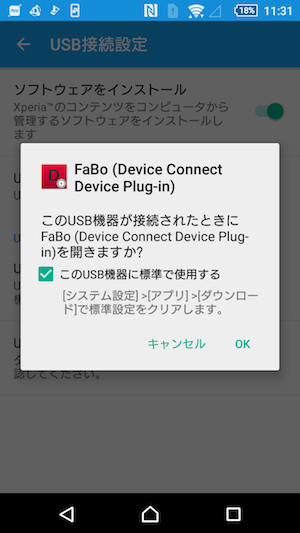 18% 11:31
USB接続設定
ソフトウェアをインストール
Xperia™のコンテンツをコンピュータから
管理するソフトウェアをインストールし
ます
FaBo (Device Connect
Device Plug-in)
このUSB機器が接続されたときに
FaBo (Device Connect Device Plug-
in)を開きますか?
このUSB機器に標準で使用する
[システム設定] >[アプリ] >[ダウンロー
ド]で標準設定をクリアします。
キャンセル OK
認してください。